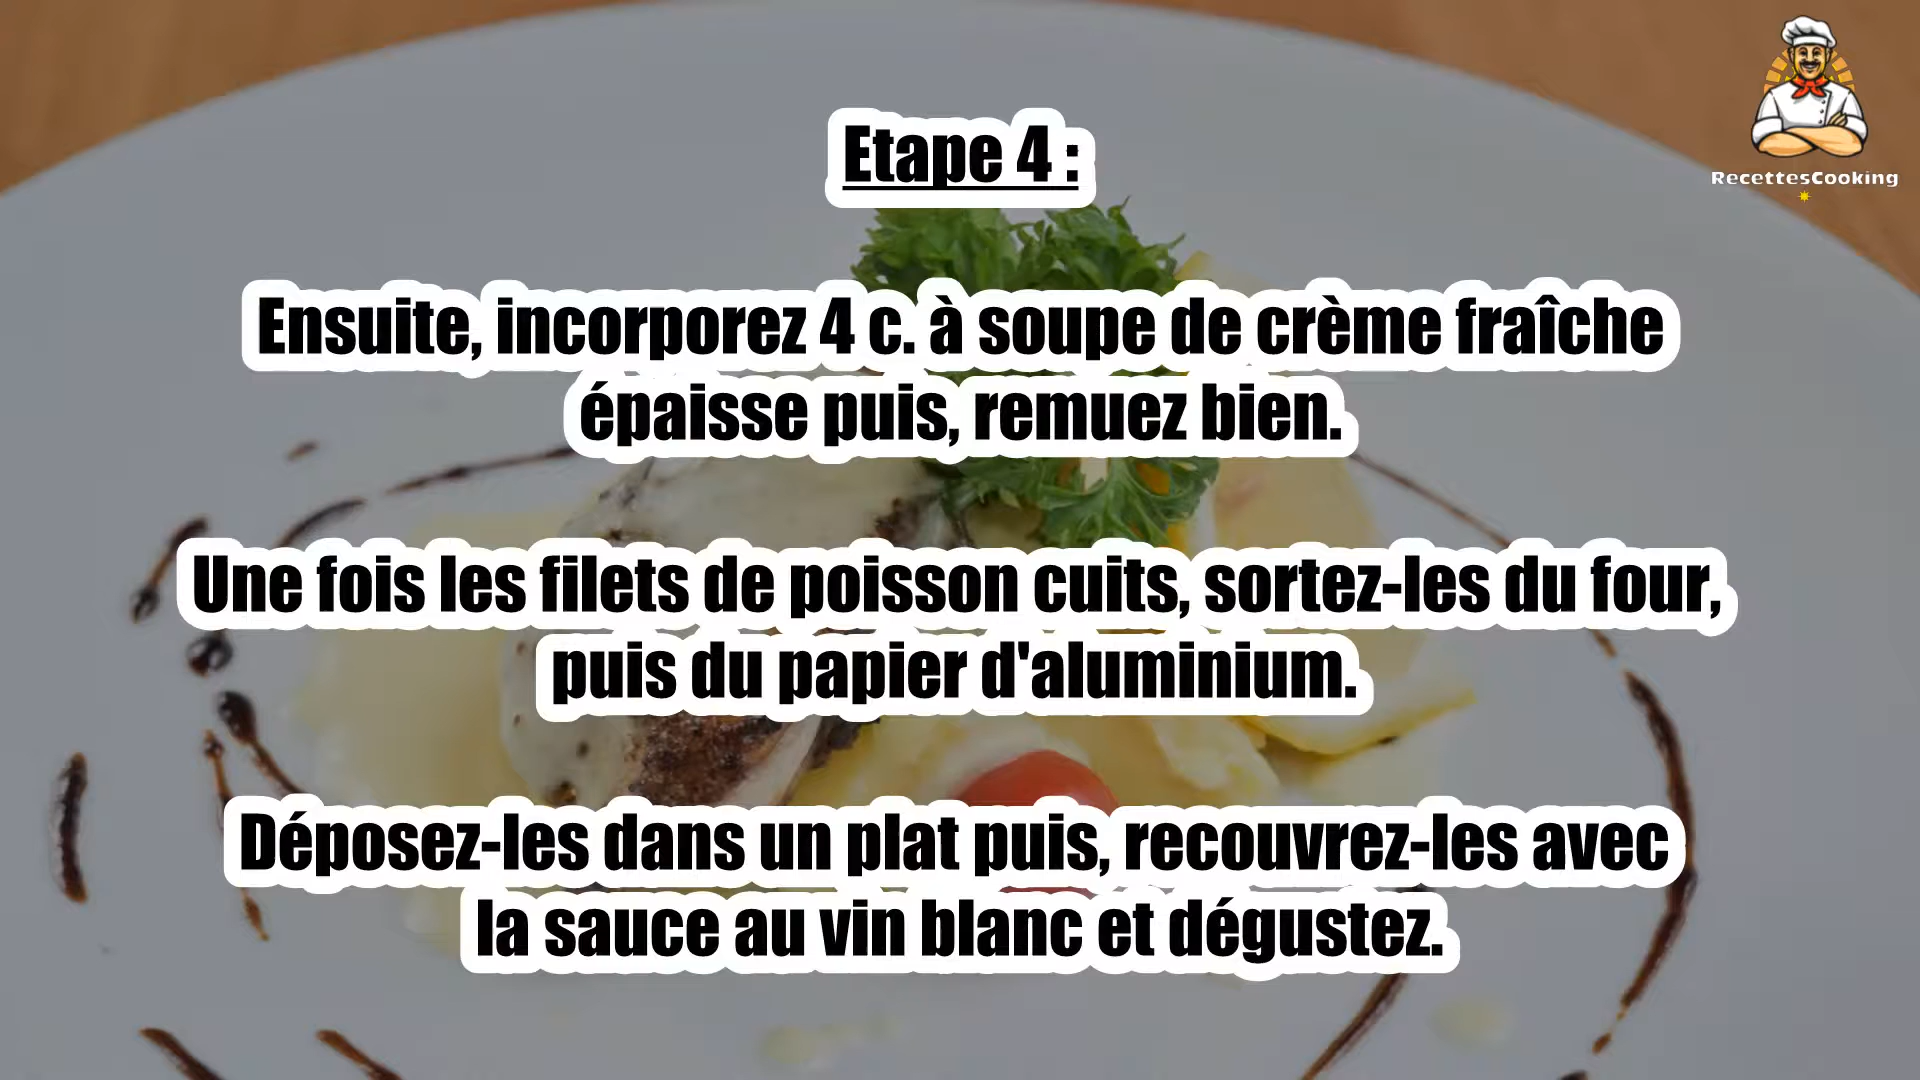 RecettesCooking
Etape 4 :
Ensuite, incorporez 4 c. à soupe de crème fraîche
épaisse puis, remuez bien.
Une fois les filets de poisson cuits, sortez-les du four,
puis du papier d'aluminium.
Déposez-les dans un plat puis, recouvrez-les avec
la sauce au vin blanc et dégustez.